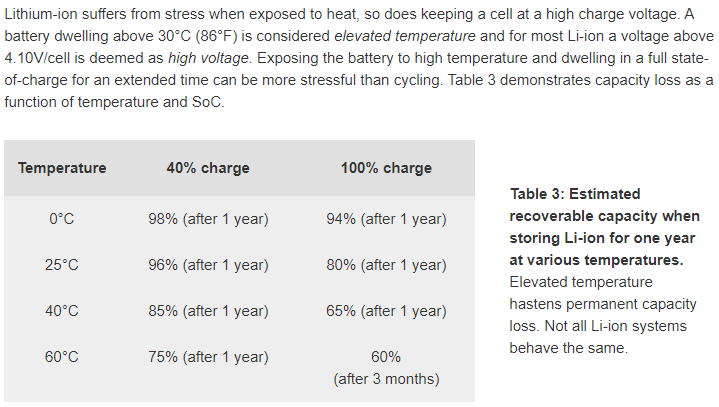 Lithium-ion suffers from stress when exposed to heat, so does keeping a cell at a high charge voltage. A
battery dwelling above 30°C (86°F) is considered elevated temperature and for most Li-ion a voltage above
4.10V/cell is deemed as high voltage. Exposing the battery to high temperature and dwelling in a full state-
of-charge for an extended time can be more stressful than cycling. Table 3 demonstrates capacity loss as a
function of temperature and SoC.
Temperature 40% charge 100% charge
0°C 98% (after 1 year) 94% (after 1 year)
25°C 96% (after 1 year) 80% (after 1 year)
40°C 85% (after 1 year) 65% (after 1 year)
60°C 75% (after 1 year) 60%
(after 3 months)
Table 3: Estimated
recoverable capacity when
storing Li-ion for one year
at various temperatures.
Elevated temperature
hastens permanent capacity
loss. Not all Li-ion systems
behave the same.